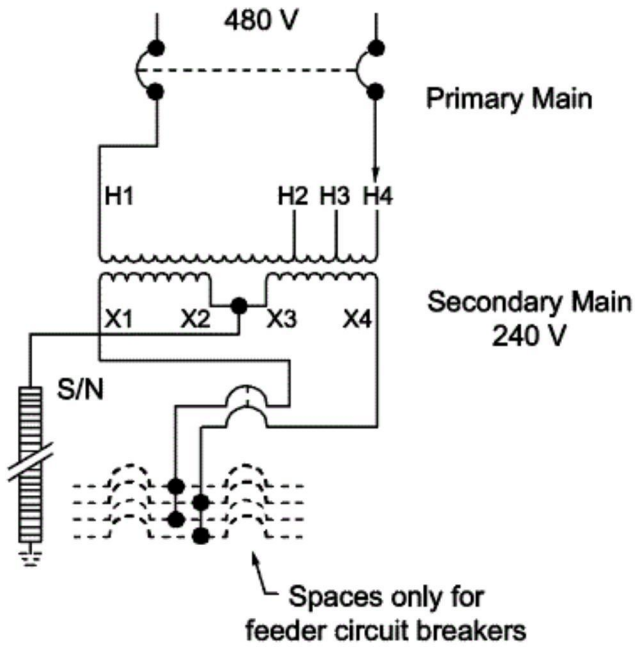 480 V
Primary Main
H1
H2 H3 H4
X1 X2 X3 X4
Secondary Main
240 V
S/N
Spaces only for
feeder circuit breakers